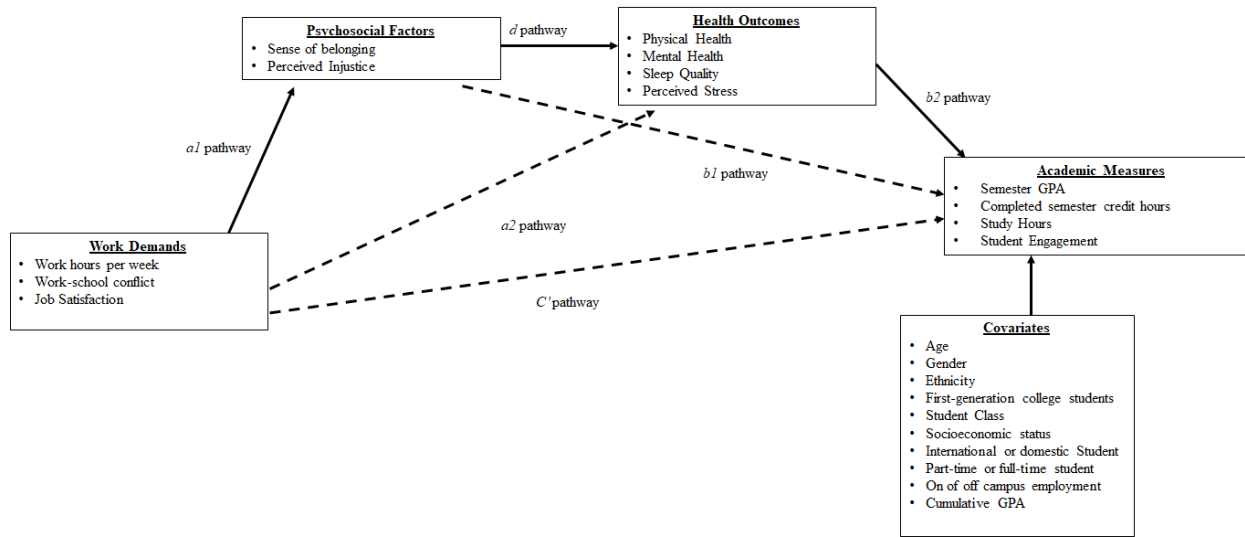 Psychosocial Factors
• Sense of belonging
• Perceived Injustice
d pathway
Health Outcomes
• Physical Health
• Mental Health
• Sleep Quality
• Perceived Stress
b2 pathway
a1 pathway
b1 pathway
Academic Measures
• Semester GPA
• Completed semester credit hours
• Study Hours
• Student Engagement
a2 pathway
Work Demands
• Work hours per week
• Work-school conflict
• Job Satisfaction
C' pathway
Covariates
• Age
• Gender
• Ethnicity
• First-generation college students
• Student Class
• Socioeconomic status
• International or domestic Student
• Part-time or full-time student
• On of off campus employment
• Cumulative GPA